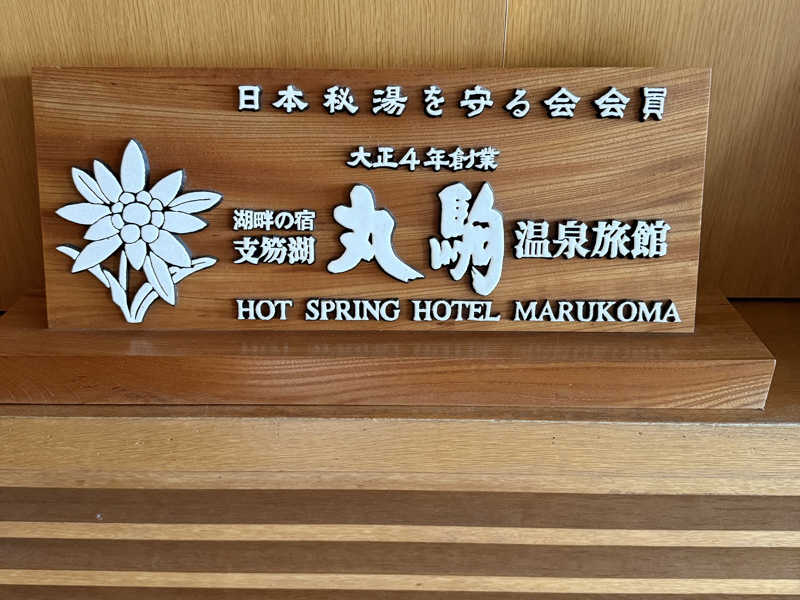 日本秘湯を守る会会員
大正4年創業
湖畔の宿
支笏湖 丸駒 温泉旅館
HOT SPRING HOTEL MARUKOMA